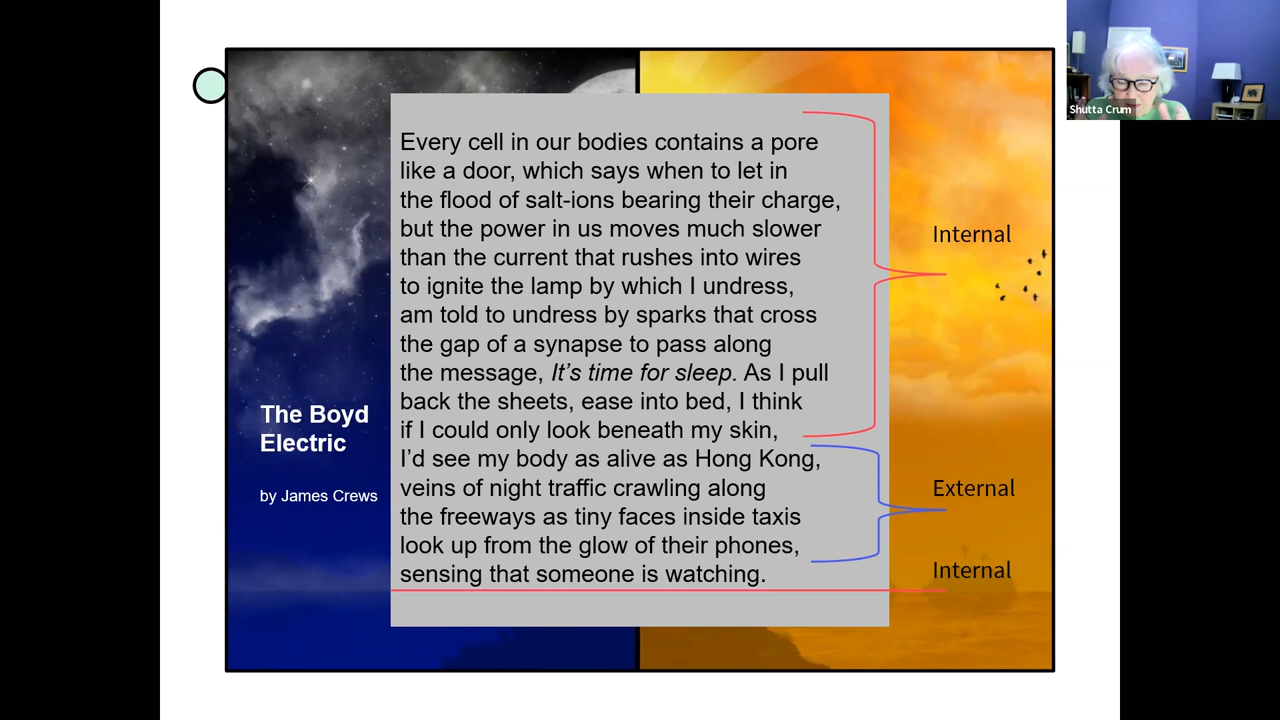 Shutta Crum
Every cell in our bodies contains a pore
like a door, which says when to let in
the flood of salt-ions bearing their charge,
but the power in us moves much slower
than the current that rushes into wires
to ignite the lamp by which I undress,
am told to undress by sparks that cross
the gap of a synapse to pass along
the message, It’s time for sleep. As I pull
back the sheets, ease into bed, I think
if I could only look beneath my skin,
I’d see my body as alive as Hong Kong,
veins of night traffic crawling along
the freeways as tiny faces inside taxis
look up from the glow of their phones,
sensing that someone is watching.
The Boyd
Electric
by James Crews
Internal
External
Internal